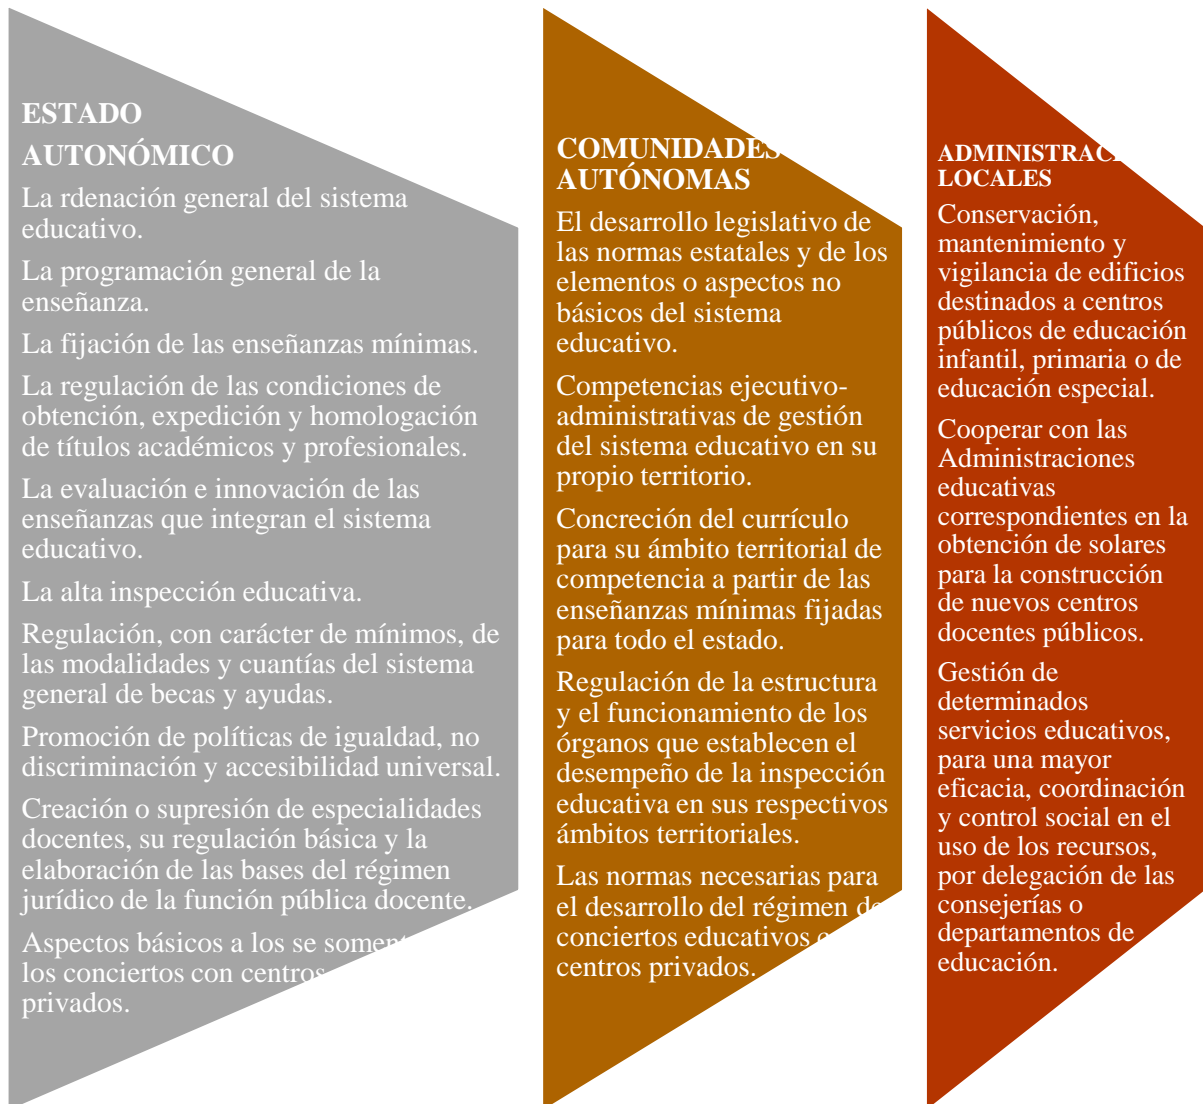 ESTADO
AUTONÓMICO
La rdenación general del sistema
educativo.
La programación general de la
enseñanza.
La fijación de las enseñanzas mínimas.
La regulación de las condiciones de
obtención, expedición y homologación
de títulos académicos y profesionales.
La evaluación e innovación de las
enseñanzas que integran el sistema
educativo.
La alta inspección educativa.
Regulación, con carácter de mínimos, de
las modalidades y cuantías del sistema
general de becas y ayudas.
Promoción de políticas de igualdad, no
discriminación y accesibilidad universal.
Creación o supresión de especialidades
docentes, su regulación básica y la
elaboración de las bases del régimen
jurídico de la función pública docente.
Aspectos básicos a los se
los conciertos con centros
privados.
COMUNIDADES
AUTÓNOMAS
El desarrollo legislativo de
las normas estatales y de los
elementos o aspectos no
básicos del sistema
educativo.
Competencias ejecutivo-
administrativas de gestión
del sistema educativo en su
propio territorio.
Concreción del currículo
para su ámbito territorial de
competencia a partir de las
enseñanzas mínimas fijadas
para todo el estado.
Regulación de la estructura
y el funcionamiento de los
órganos que establecen el
desempeño de la inspección
educativa en sus respectivos
ámbitos territoriales.
Las normas necesarias para
el desarrollo del régimen de
conciertos educativos
centros privados.
LOCALES
Conservación,
mantenimiento y
vigilancia de edificios
destinados a centros
públicos de educación
infantil, primaria o de
educación especial.
Cooperar con las
Administraciones
educativas
correspondientes en la
obtención de solares
para la construcción
de nuevos centros
docentes públicos.
Gestión de
determinados
servicios educativos,
para una mayor
eficacia, coordinación
y control social en el
uso de los recursos,
por delegación de las
consejerías o
departamentos de
educación.